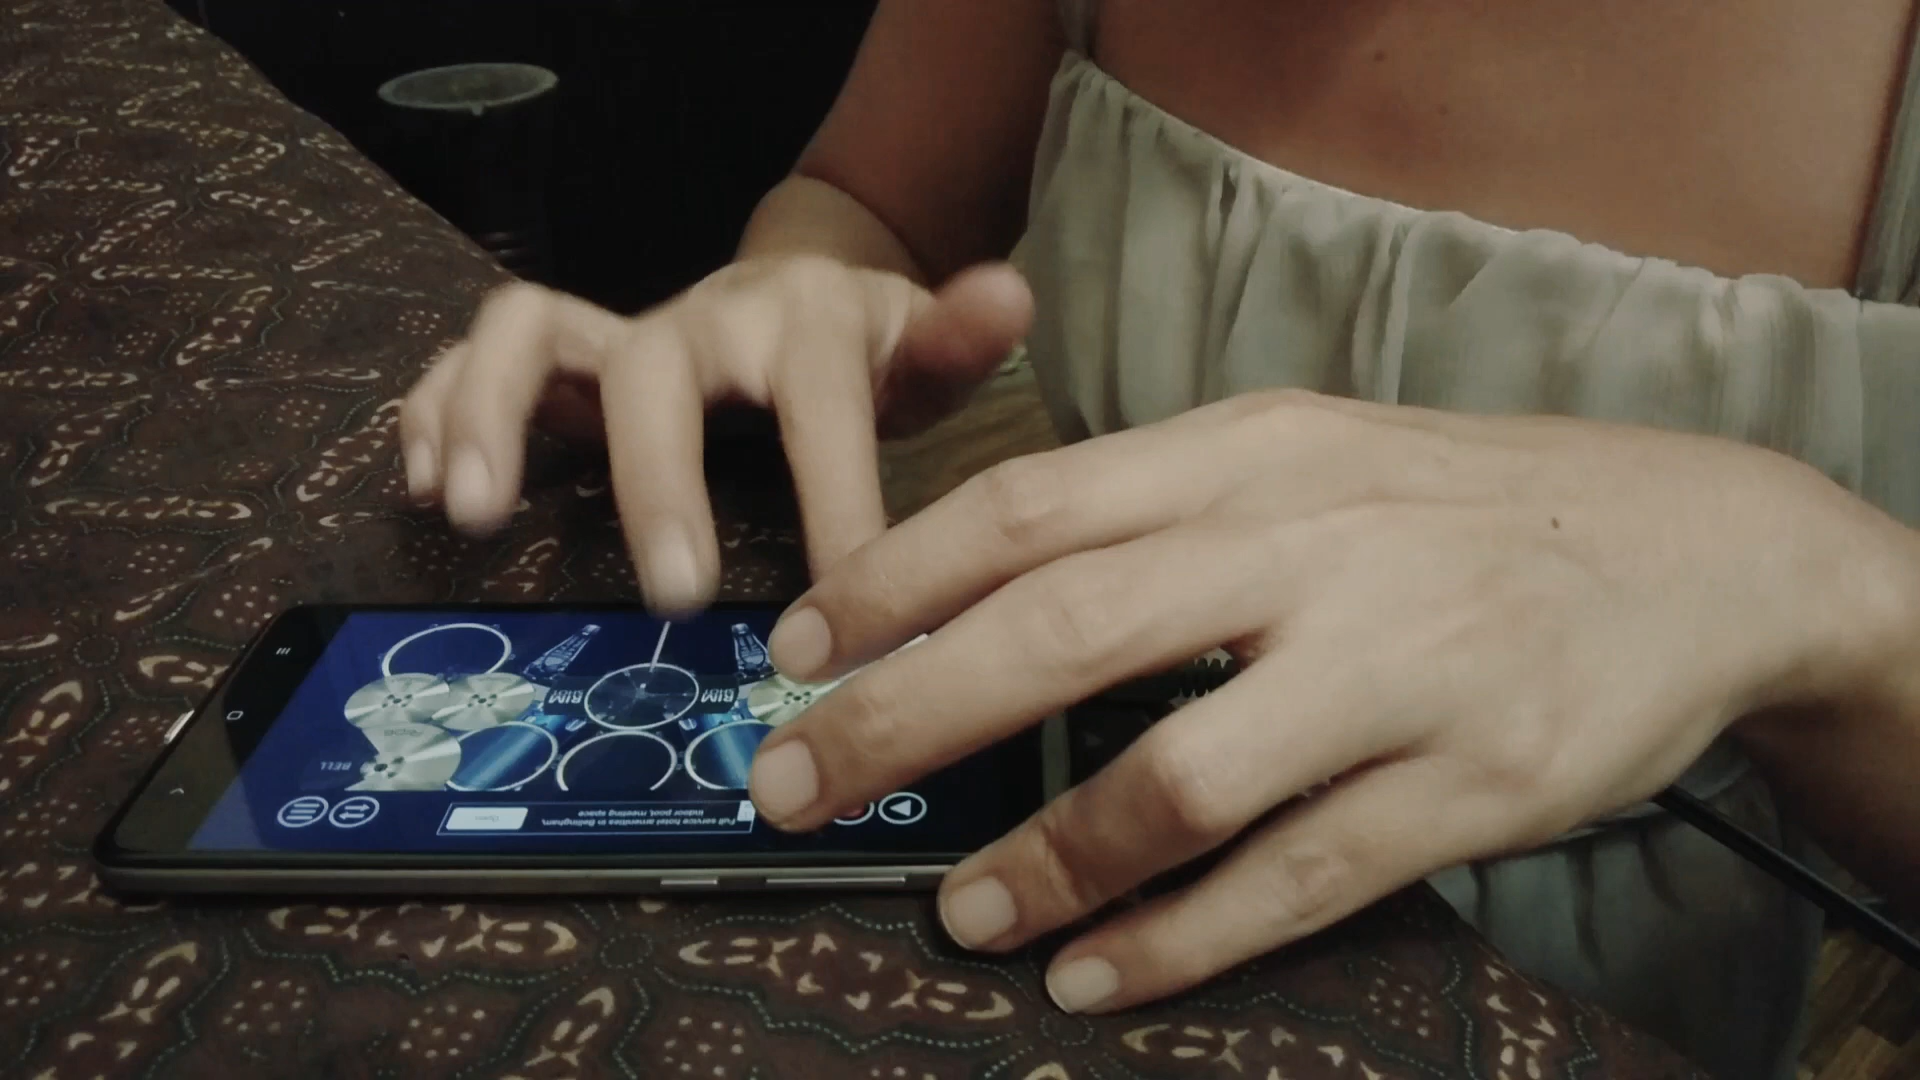 Full service hotel amenities in Bellingham,
indoor pool, meeting space
Open
BELL